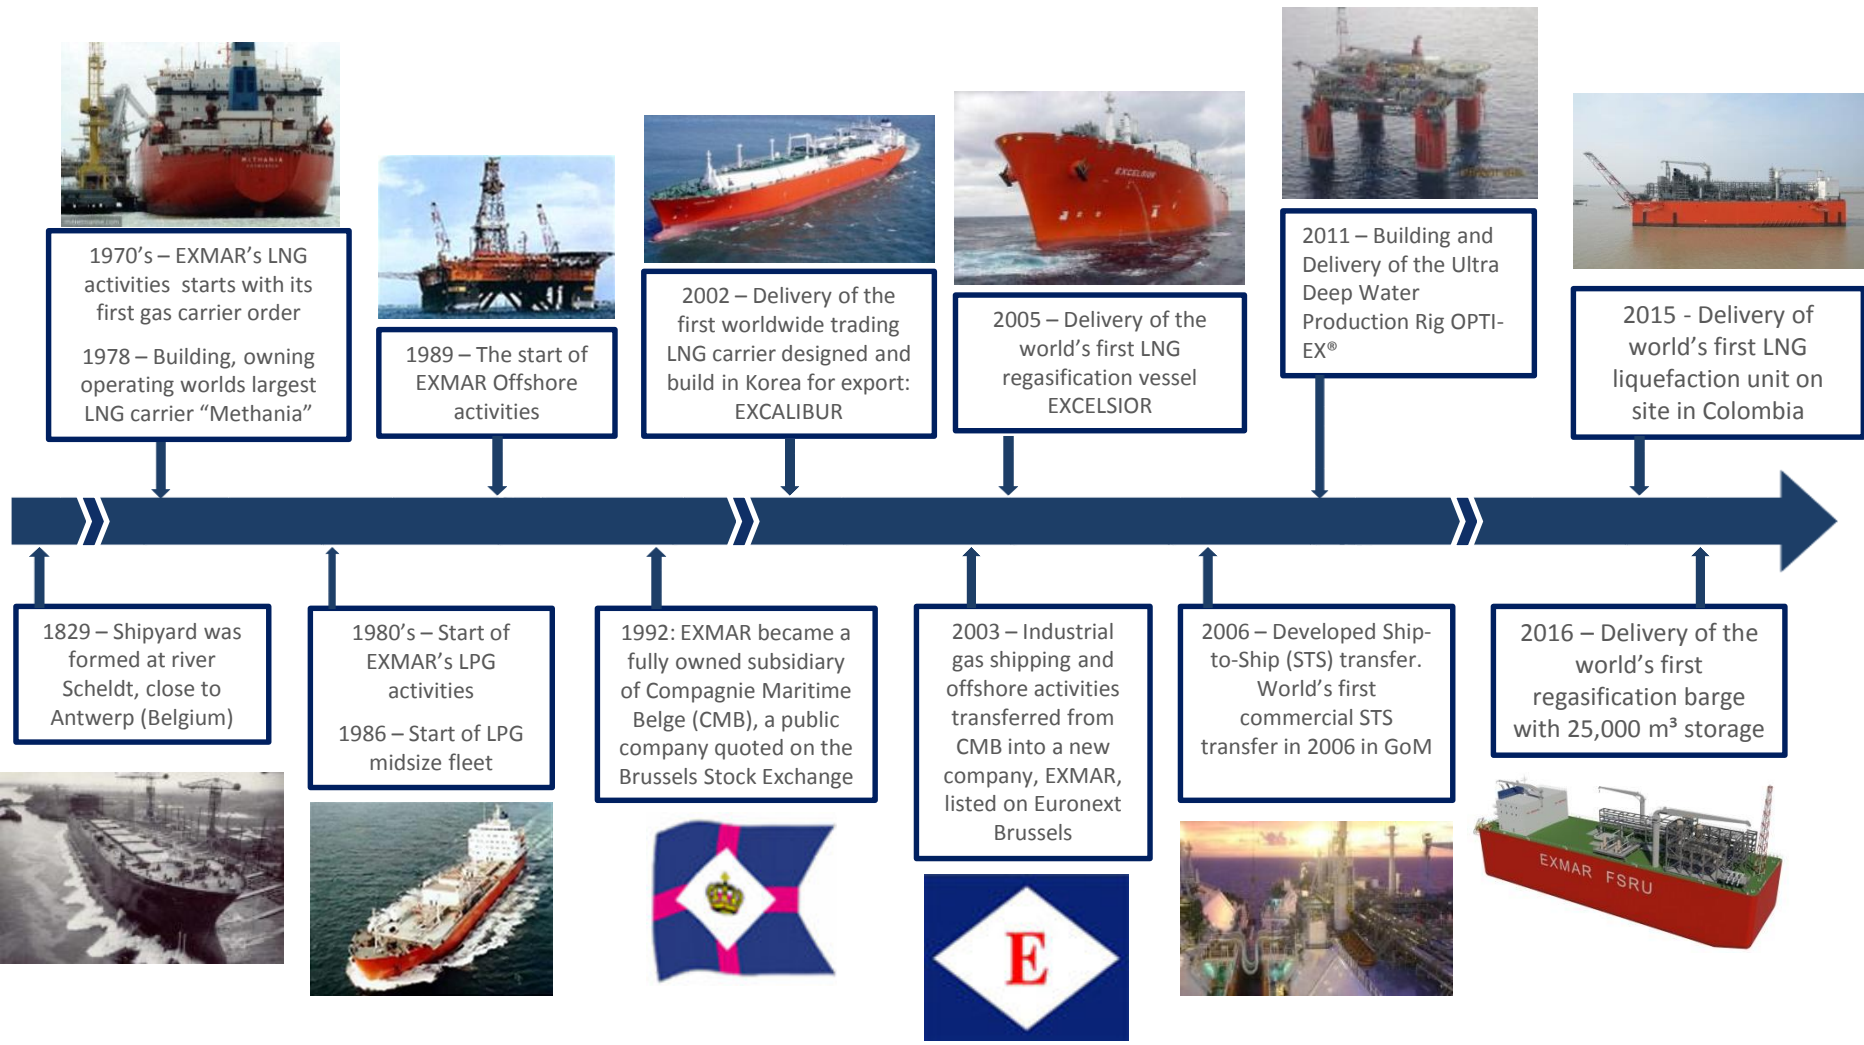 METHANIA
1970's – EXMAR's LNG
activities starts with its
first gas carrier order
1978 – Building, owning
operating worlds largest
LNG carrier “Methania”
1989 – The start of
EXMAR Offshore
activities
2002 – Delivery of the
first worldwide trading
LNG carrier designed and
build in Korea for export:
EXCALIBUR
EXCELSIOR
2005 – Delivery of the
world's first LNG
regasification vessel
EXCELSIOR
2011 – Building and
Delivery of the Ultra
Deep Water
Production Rig OPTI-
EX®
2015 - Delivery of
world's first LNG
liquefaction unit on
site in Colombia
1829 – Shipyard was
formed at river
Scheldt, close to
Antwerp (Belgium)
1980's – Start of
EXMAR's LPG
activities
1986 – Start of LPG
midsize fleet
1992: EXMAR became a
fully owned subsidiary
of Compagnie Maritime
Belge (CMB), a public
company quoted on the
Brussels Stock Exchange
2003 – Industrial
gas shipping and
offshore activities
transferred from
CMB into a new
company, EXMAR,
listed on Euronext
Brussels
E
2006 – Developed Ship-
to-Ship (STS) transfer.
World's first
commercial STS
transfer in 2006 in GoM
2016 – Delivery of the
world's first
regasification barge
with 25,000 m³ storage
EXMAR FSRU